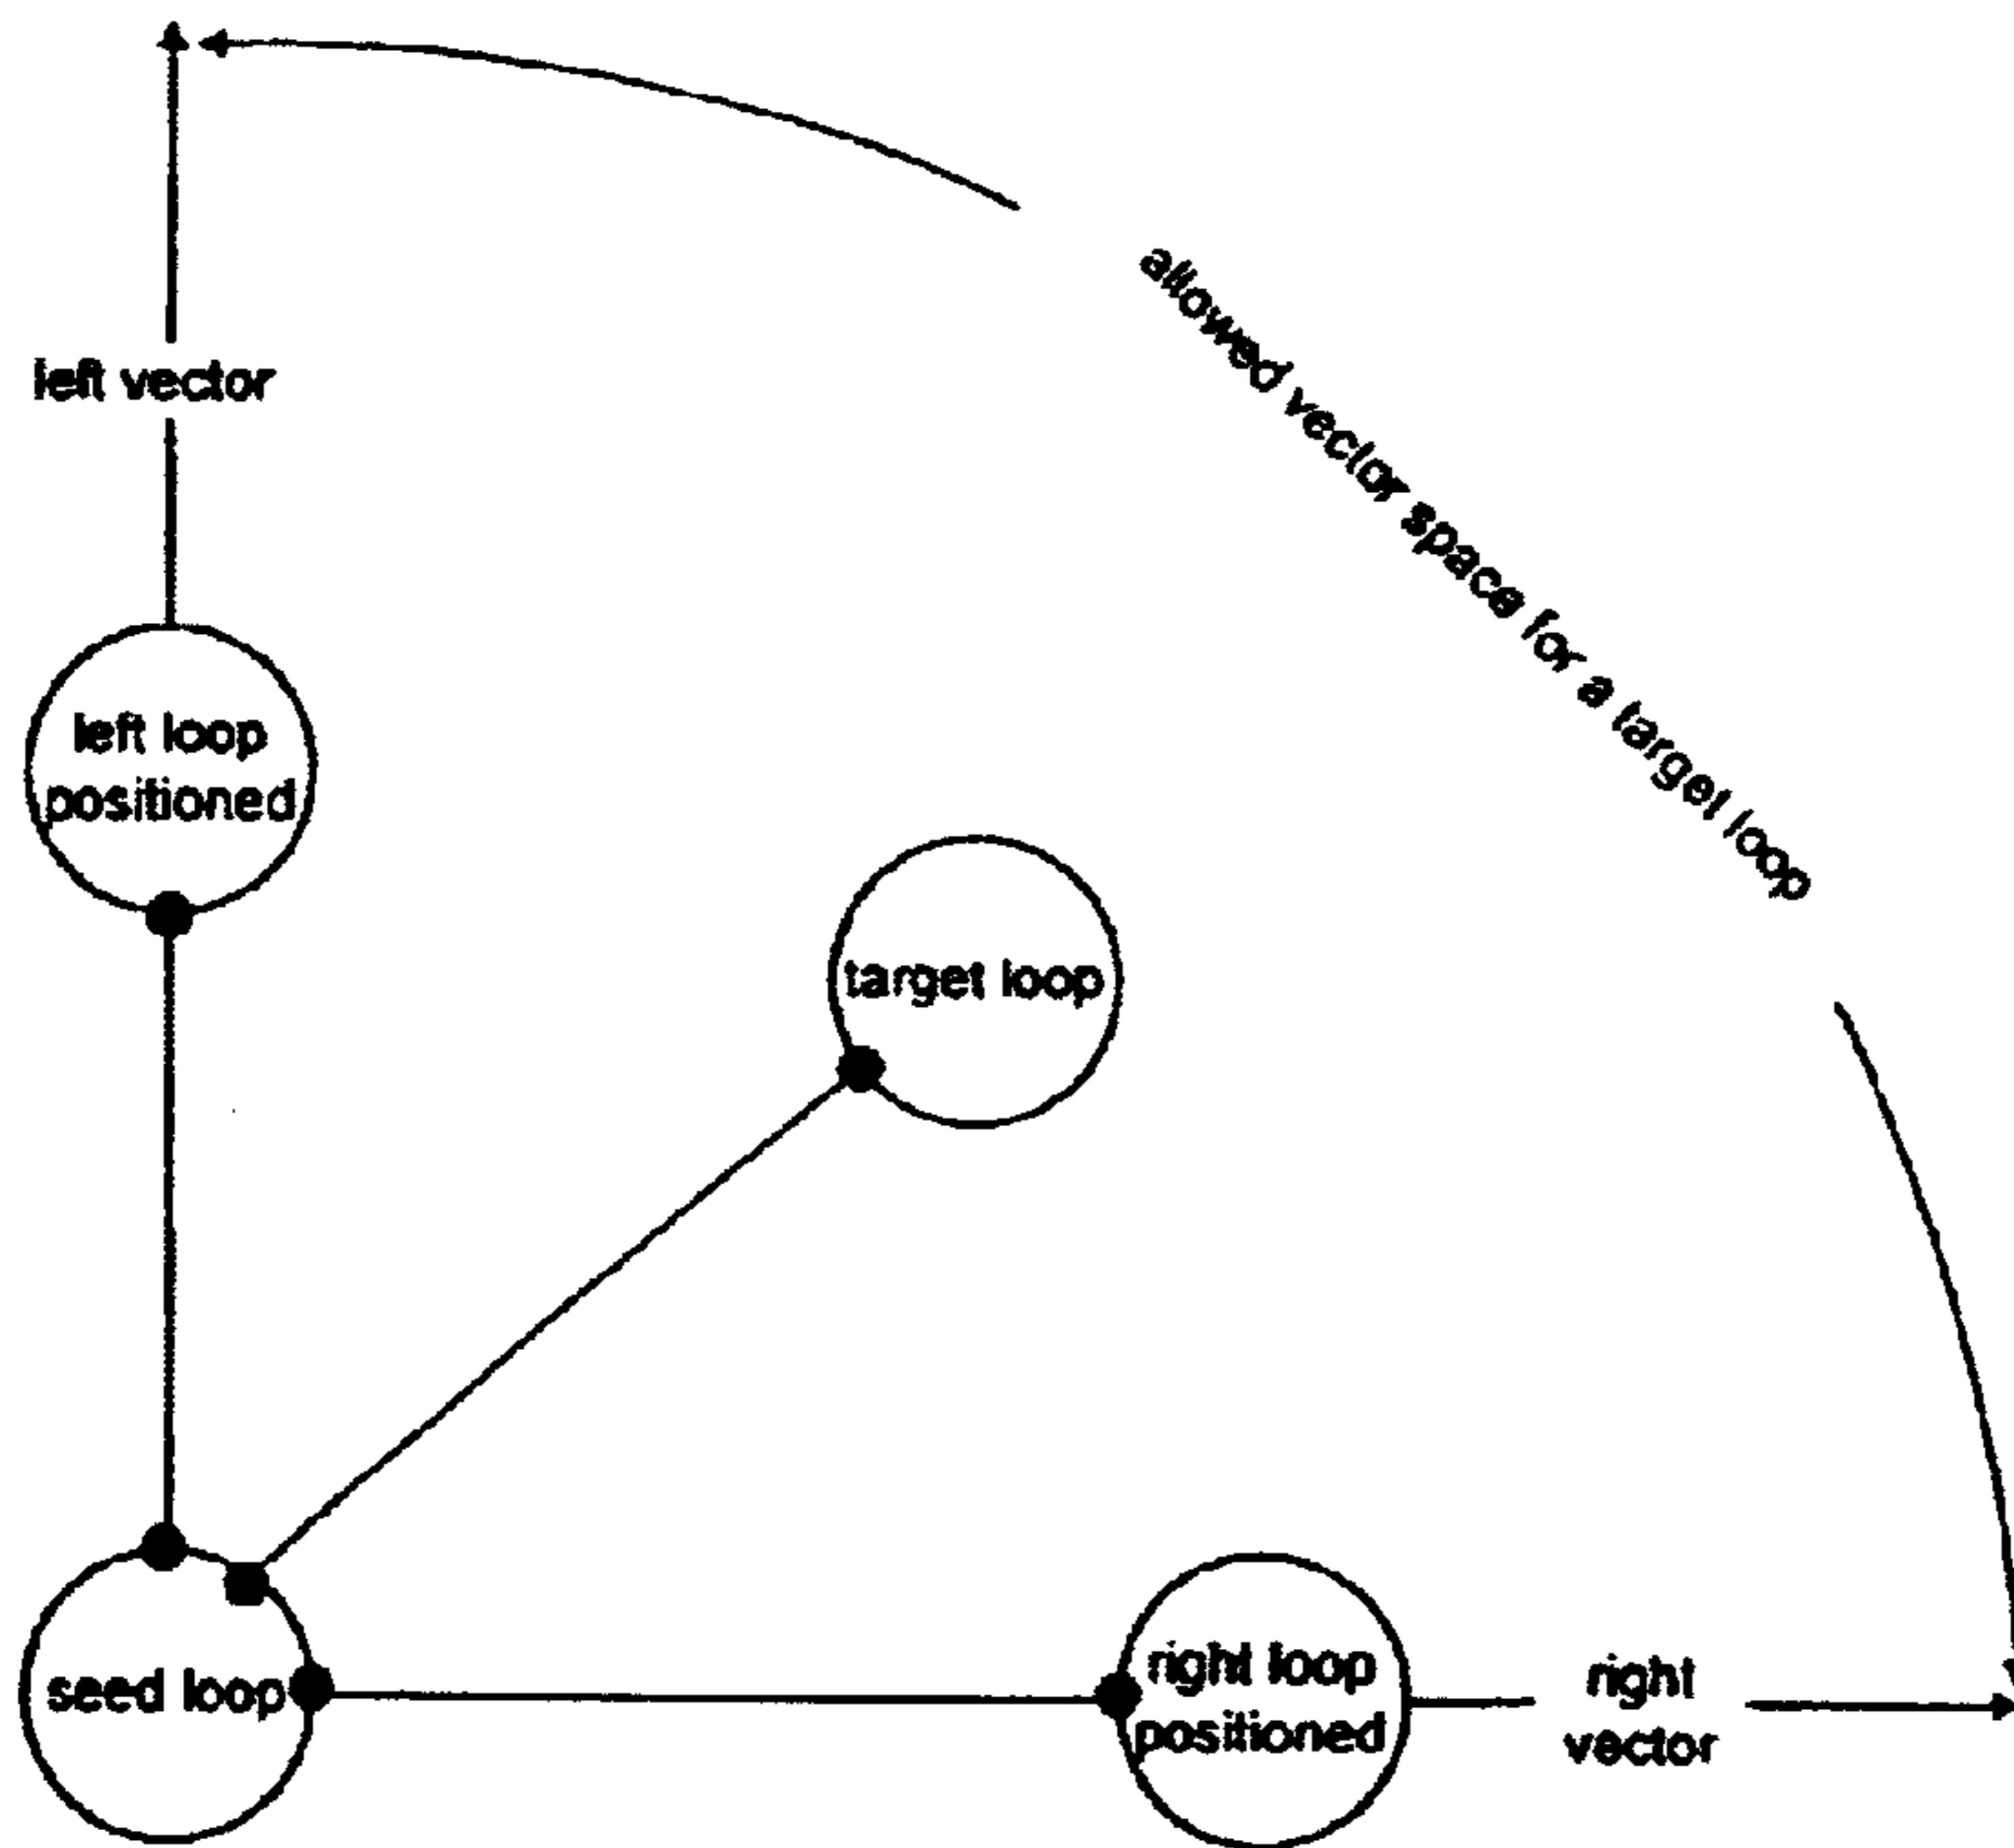 allowed vector space for a target loop
left vector
left loop
positioned
target loop
seed loop
right loop
positioned
right
vector